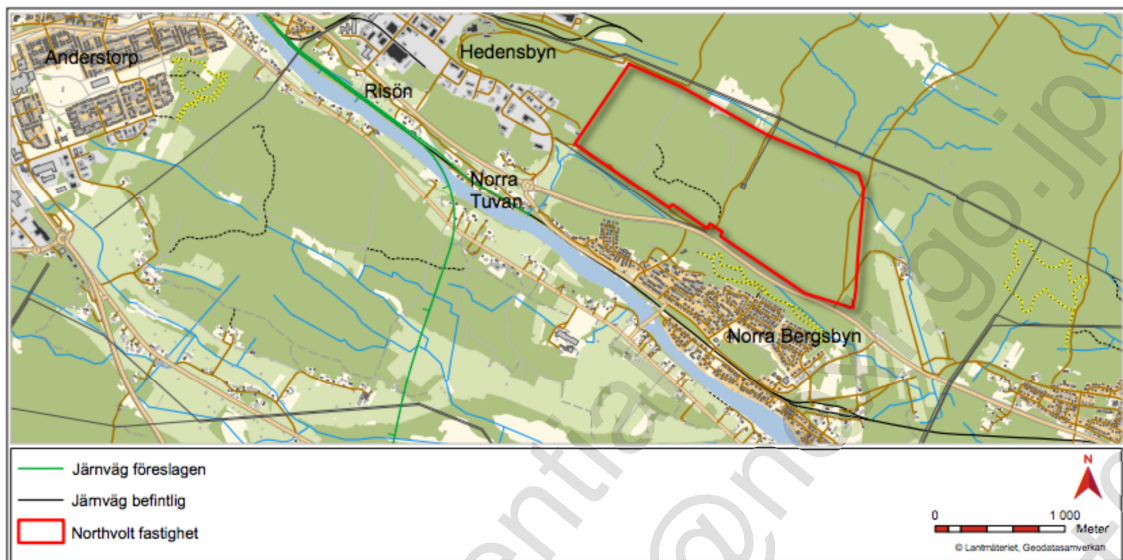 Anderstorp
Hedensbyn
Risön
Norra
Tuvan
Norra Bergsbyn
Järnväg föreslagen
Järnväg befintlig
Northvolt fastighet
N
0 1 000
Meter
© Lantmäteriet, Geodatasamverkan